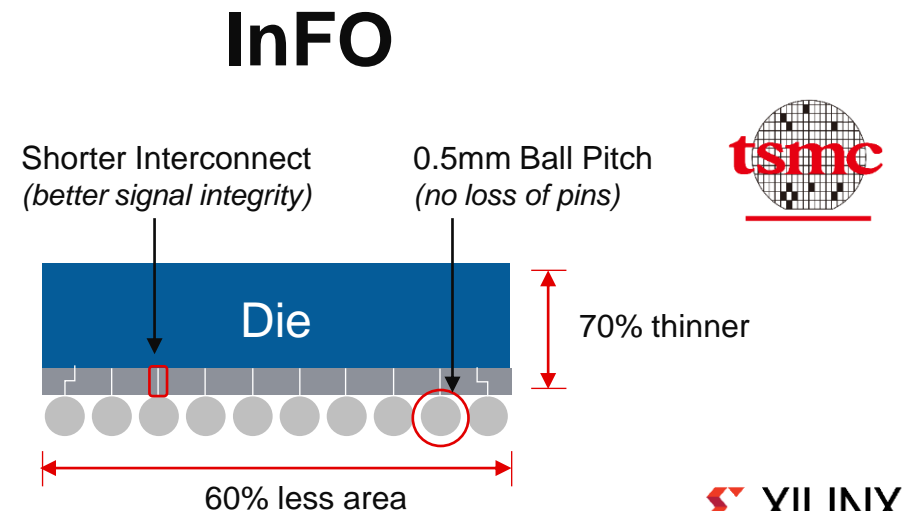 InFO
Shorter Interconnect
(better signal integrity)
0.5mm Ball Pitch
(no loss of pins)
tsmc
Die
70% thinner
60% less area
XILINX